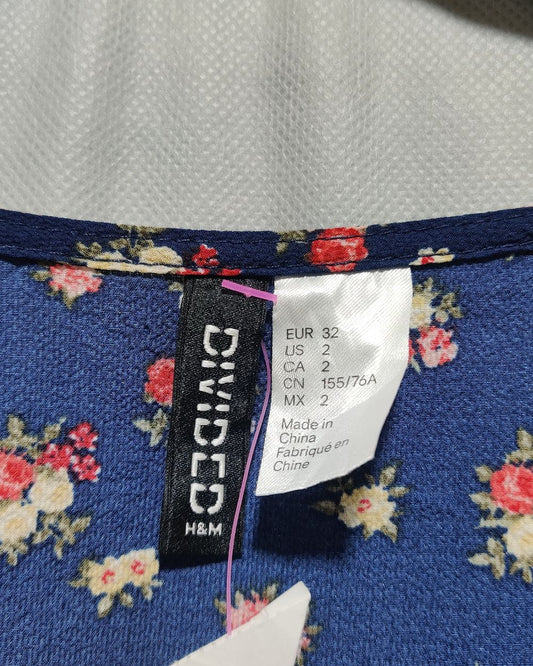 DIVIDED
H&M
EUR 32
US 2
CA 2
CN 155/76A
MX 2
Made in
China
Fabriqué en
Chine